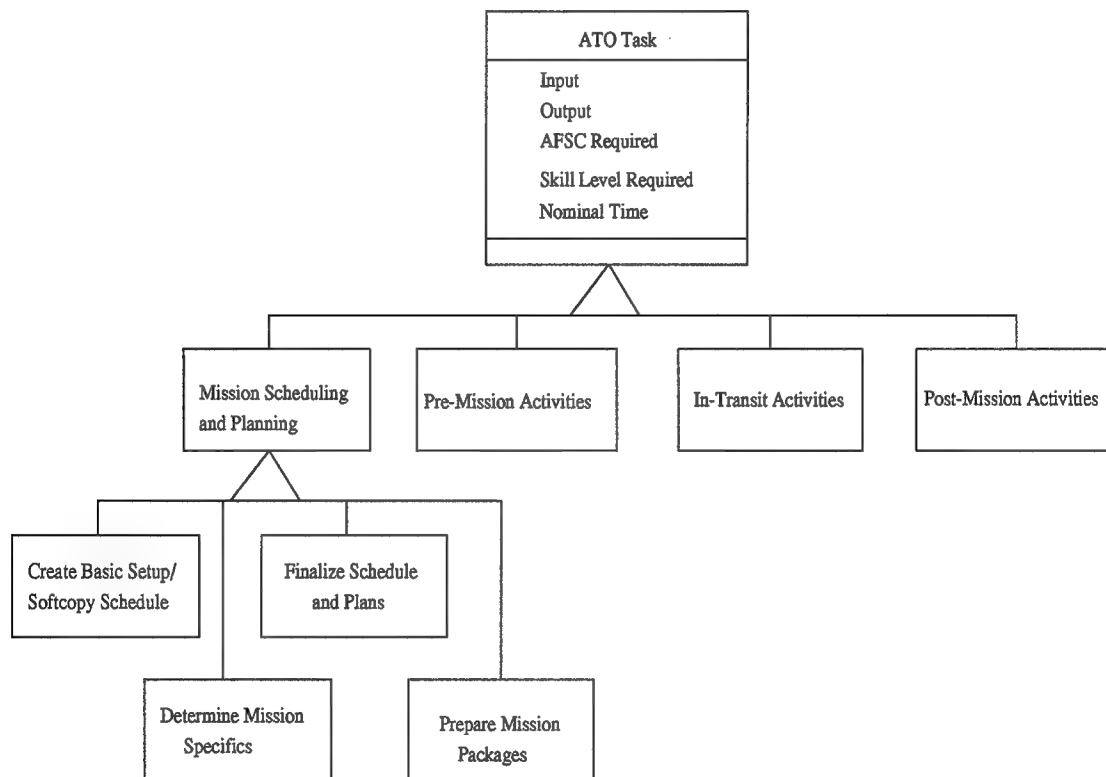 ATO Task
Input
Output
AFSC Required
Skill Level Required
Nominal Time
Mission Scheduling
and Planning
Pre-Mission Activities
In-Transit Activities
Post-Mission Activities
Create Basic Setup/
Softcopy Schedule
Finalize Schedule
and Plans
Determine Mission
Specifics
Prepare Mission
Packages